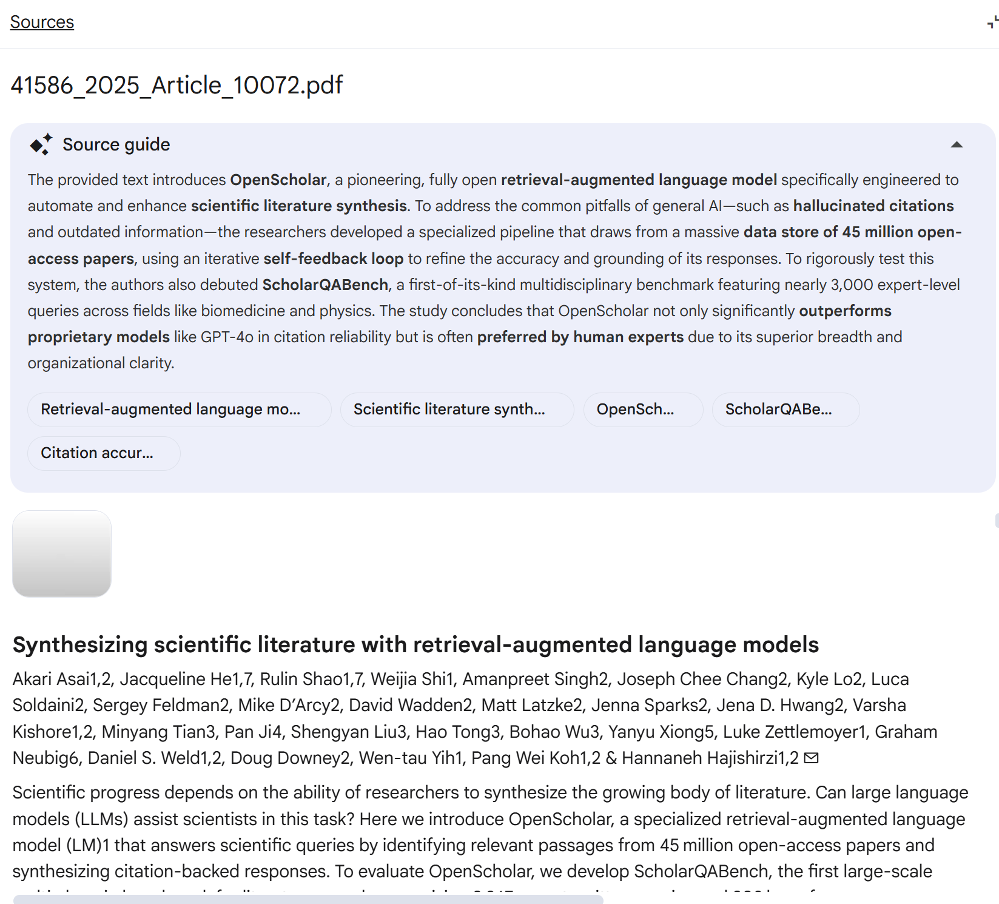 Sources
41586_2025_Article_10072.pdf
Source guide
The provided text introduces OpenScholar, a pioneering, fully open retrieval-augmented language model specifically engineered to
automate and enhance scientific literature synthesis. To address the common pitfalls of general AI—such as hallucinated citations
and outdated information—the researchers developed a specialized pipeline that draws from a massive data store of 45 million open-
access papers, using an iterative self-feedback loop to refine the accuracy and grounding of its responses. To rigorously test this
system, the authors also debuted ScholarQABench, a first-of-its-kind multidisciplinary benchmark featuring nearly 3,000 expert-level
queries across fields like biomedicine and physics. The study concludes that OpenScholar not only significantly outperforms
proprietary models like GPT-4o in citation reliability but is often preferred by human experts due to its superior breadth and
organizational clarity.
Retrieval-augmented language mo... Scientific literature synth... OpenSch... ScholarQABe...
Citation accur...
Synthesizing scientific literature with retrieval-augmented language models
Akari Asai1,2, Jacqueline He1,7, Rulin Shao1,7, Weijia Shi1, Amanpreet Singh2, Joseph Chee Chang2, Kyle Lo2, Luca
Soldaini2, Sergey Feldman2, Mike D’Arcy2, David Wadden2, Matt Latzke2, Jenna Sparks2, Jena D. Hwang2, Varsha
Kishore1,2, Minyang Tian3, Pan Ji4, Shengyan Liu3, Hao Tong3, Bohao Wu3, Yanyu Xiong5, Luke Zettlemoyer1, Graham
Neubig6, Daniel S. Weld1,2, Doug Downey2, Wen-tau Yih1, Pang Wei Koh1,2 & Hannaneh Hajishirzi1,2
Scientific progress depends on the ability of researchers to synthesize the growing body of literature. Can large language
models (LLMs) assist scientists in this task? Here we introduce OpenScholar, a specialized retrieval-augmented language
model (LM)1 that answers scientific queries by identifying relevant passages from 45 million open-access papers and
synthesizing citation-backed responses. To evaluate OpenScholar, we develop ScholarQABench, the first large-scale